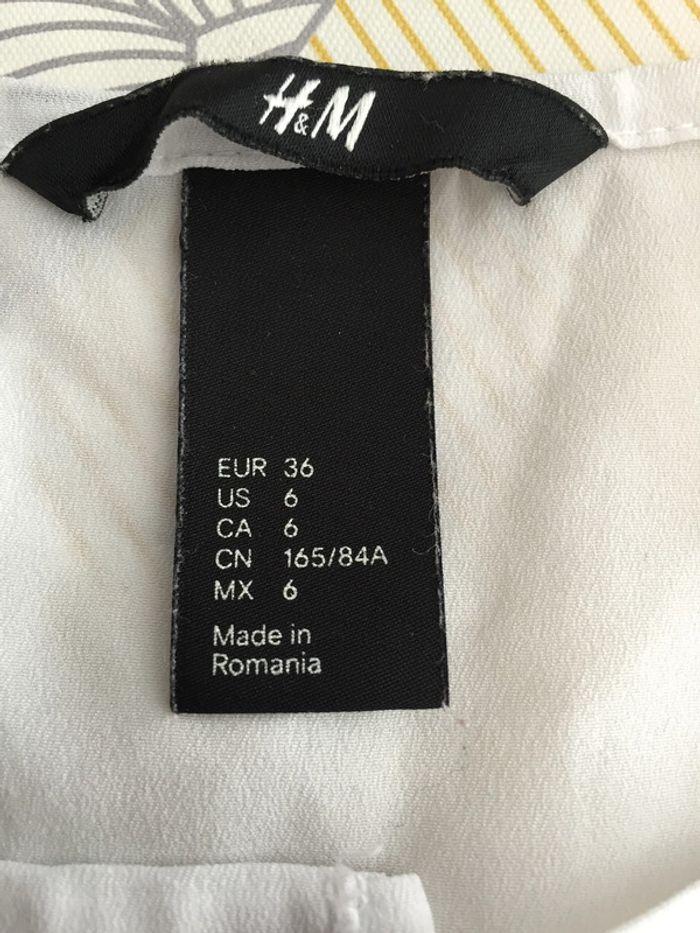 H&M
EUR 36
US 6
CA 6
CN 165/84A
MX 6
Made in
Romania